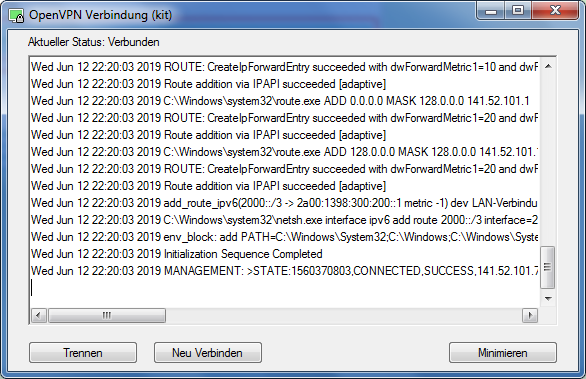 OpenVPN Verbindung (kit)
Aktueller Status: Verbunden
Wed Jun 12 22:20:03 2019 ROUTE: CreateIpForwardEntry succeeded with dwForwardMetric1=10 and dwF
Wed Jun 12 22:20:03 2019 Route addition via IPAPI succeeded [adaptive]
Wed Jun 12 22:20:03 2019 C:\Windows\system32\route.exe ADD 0.0.0.0 MASK 128.0.0.0 141.52.101.1
Wed Jun 12 22:20:03 2019 ROUTE: CreateIpForwardEntry succeeded with dwForwardMetric1=20 and dwF
Wed Jun 12 22:20:03 2019 Route addition via IPAPI succeeded [adaptive]
Wed Jun 12 22:20:03 2019 C:\Windows\system32\route.exe ADD 128.0.0.0 MASK 128.0.0.0 141.52.101.
Wed Jun 12 22:20:03 2019 ROUTE: CreateIpForwardEntry succeeded with dwForwardMetric1=20 and dwF
Wed Jun 12 22:20:03 2019 Route addition via IPAPI succeeded [adaptive]
Wed Jun 12 22:20:03 2019 add_route_ipv6(2000::/3 -> 2a00:1398:300:200::1 metric -1) dev LAN-Verbindu
Wed Jun 12 22:20:03 2019 C:\Windows\system32\netsh.exe interface ipv6 add route 2000::/3 interface=2
Wed Jun 12 22:20:03 2019 env_block: add PATH=C:\Windows\System32;C:\Windows;C:\Windows\Syst
Wed Jun 12 22:20:03 2019 Initialization Sequence Completed
Wed Jun 12 22:20:03 2019 MANAGEMENT: >STATE:1560370803,CONNECTED,SUCCESS,141.52.101.7
Trennen
Neu Verbinden
Minimieren